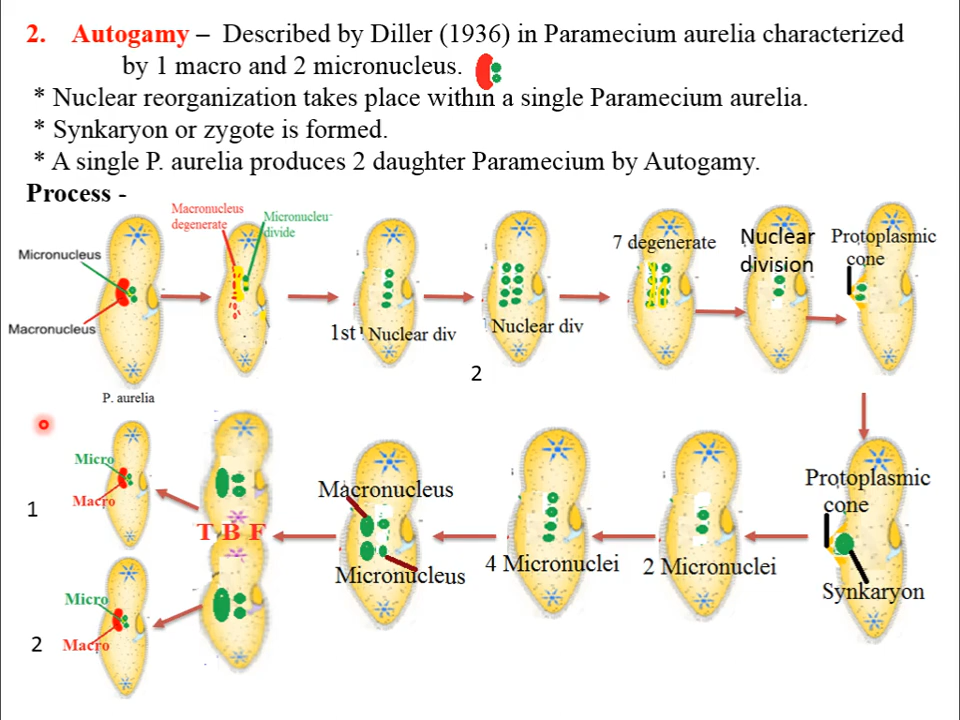 2. Autogamy – Described by Diller (1936) in Paramecium aurelia characterized
by 1 macro and 2 micronucleus.
* Nuclear reorganization takes place within a single Paramecium aurelia.
* Synkaryon or zygote is formed.
* A single P. aurelia produces 2 daughter Paramecium by Autogamy.
Process -
Micronucleus
Macronucleus
P. aurelia
Macronucleus
degenerate
Micronucleu-
divide
1st Nuclear div
Nuclear div
2
7 degenerate
Nuclear
division
Protoplasmic
cone
Protoplasmic
cone
Synkaryon
2 Micronuclei
4 Micronuclei
Macronucleus
Micronucleus
T B F
1
Micro
Macro
2
Micro
Macro